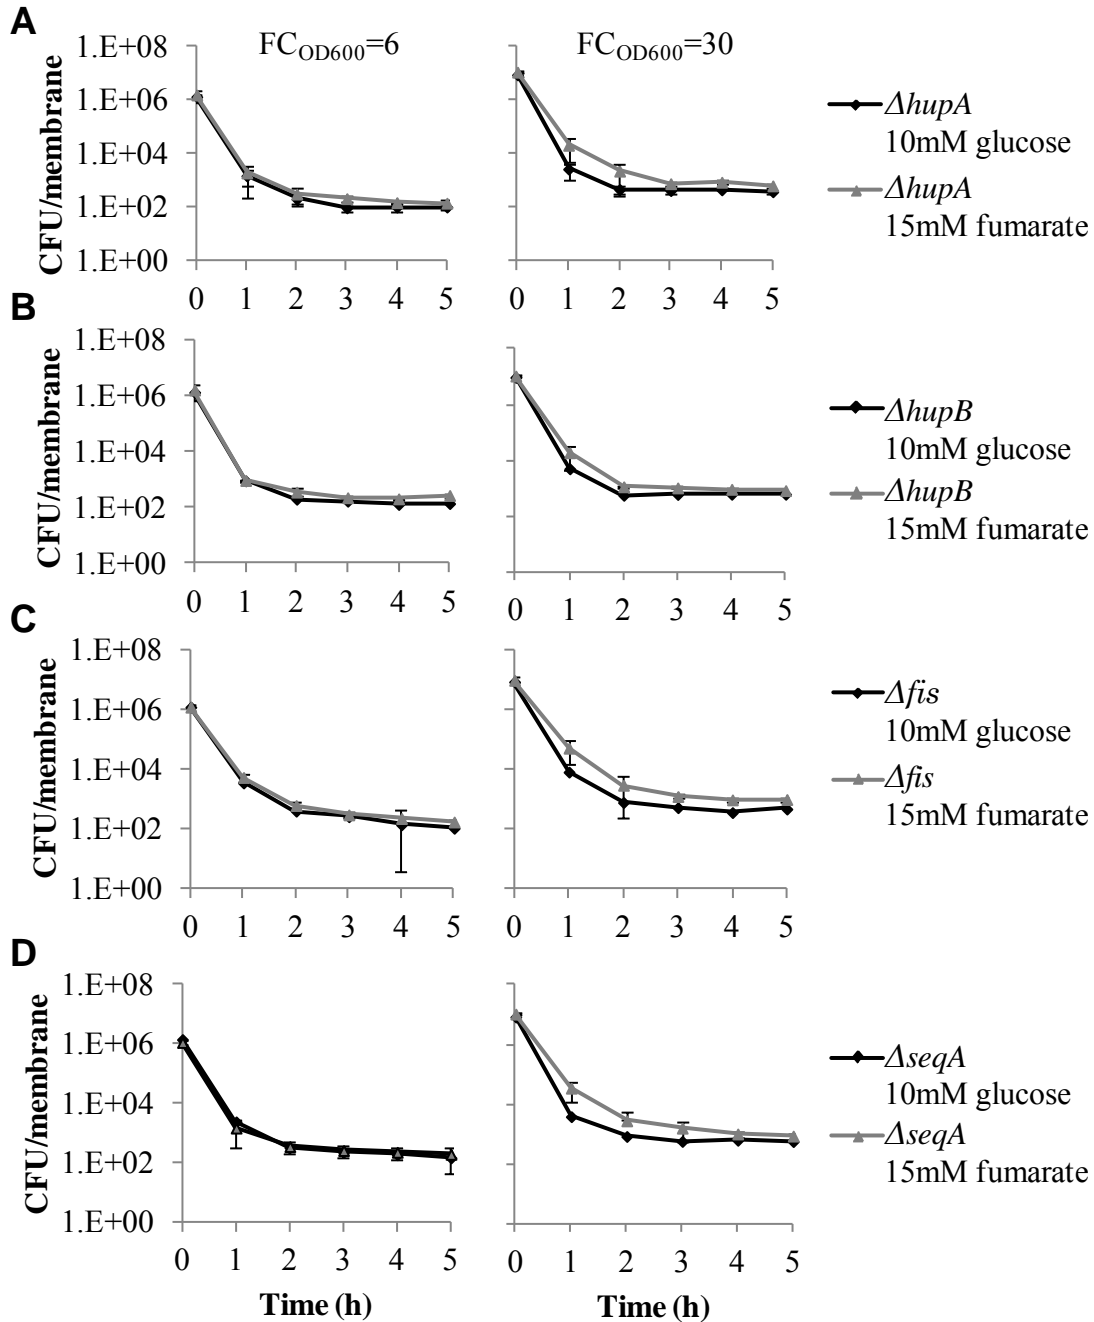 A
FC_OD600=6
FC_OD600=30
CFU/membrane
1.E+08
1.E+06
1.E+04
1.E+02
1.E+00
0 1 2 3 4 5
0 1 2 3 4 5
ΔhupA
10mM glucose
ΔhupA
15mM fumarate
B
CFU/membrane
1.E+08
1.E+06
1.E+04
1.E+02
1.E+00
0 1 2 3 4 5
0 1 2 3 4 5
ΔhupB
10mM glucose
ΔhupB
15mM fumarate
C
CFU/membrane
1.E+08
1.E+06
1.E+04
1.E+02
1.E+00
0 1 2 3 4 5
0 1 2 3 4 5
Δfis
10mM glucose
Δfis
15mM fumarate
D
CFU/membrane
1.E+08
1.E+06
1.E+04
1.E+02
1.E+00
0 1 2 3 4 5
0 1 2 3 4 5
Time (h)
Time (h)
ΔseqA
10mM glucose
ΔseqA
15mM fumarate